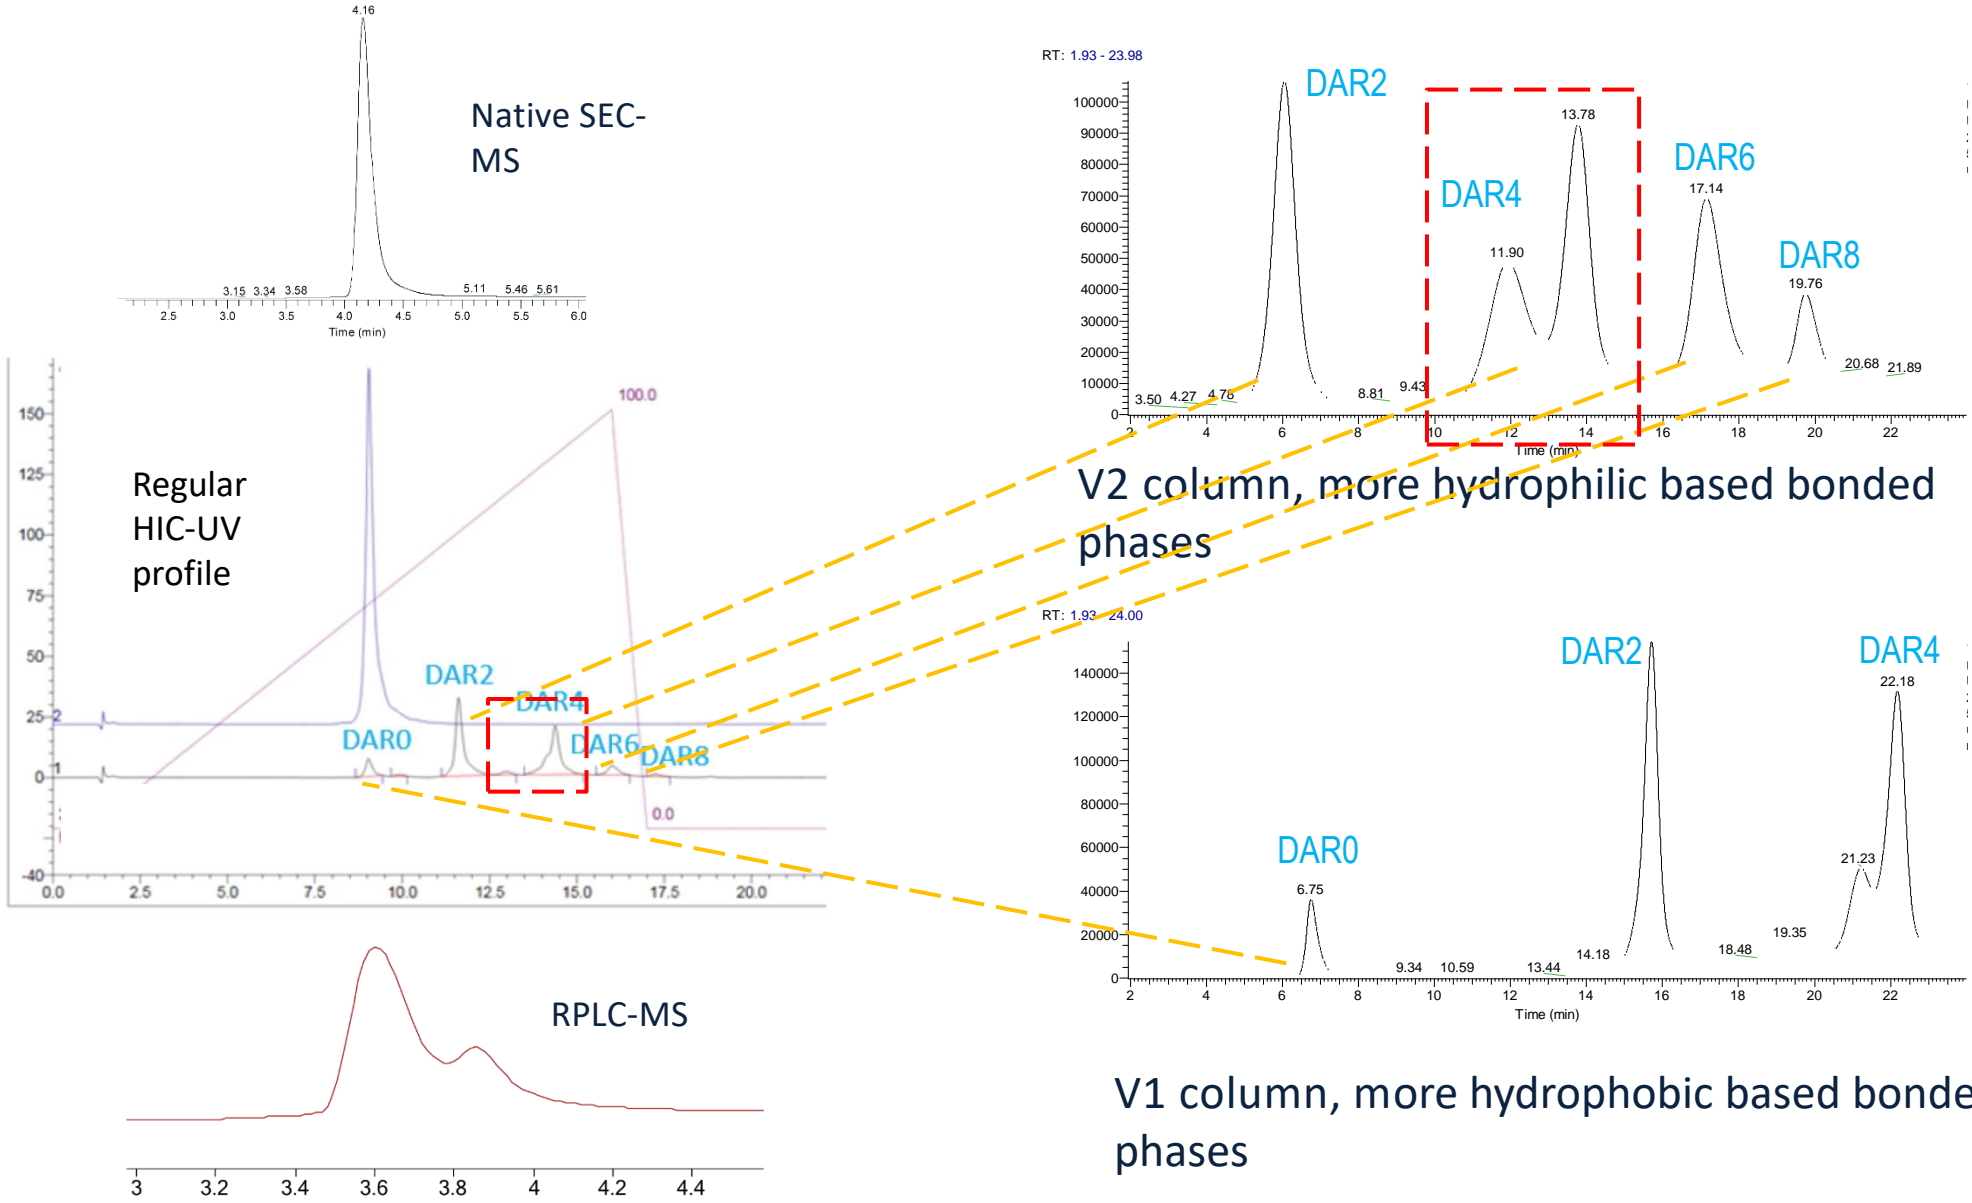 4.16
Native SEC-
MS
3.15 3.34 3.58 5.11 5.46 5.61
2.5 3.0 3.5 4.0 4.5 5.0 5.5 6.0
Time (min)
Regular
HIC-UV
profile
150
125
100
75
50
25
0
-40
2
1
100.0
0.0
DAR0
DAR2
DAR4
DAR6
DAR8
0.0 2.5 5.0 7.5 10.0 12.5 15.0 17.5 20.0
RPLC-MS
3 3.2 3.4 3.6 3.8 4 4.2 4.4
RT: 1.93 - 23.98
100000
90000
80000
70000
60000
50000
40000
30000
20000
10000
0
DAR2
DAR4
DAR6
DAR8
13.78
17.14
11.90
19.76
3.50 4.27 4.78 8.81 9.43 20.68 21.89
2 4 6 8 10 12 14 16 18 20 22
Time (min)
V2 column, more hydrophilic based bonded
phases
RT: 1.93 - 24.00
140000
120000
100000
80000
60000
40000
20000
0
DAR0
DAR2
DAR4
22.18
21.23
6.75
9.34 10.59 13.44 14.18 18.48 19.35
2 4 6 8 10 12 14 16 18 20 22
Time (min)
V1 column, more hydrophobic based bonde
phases